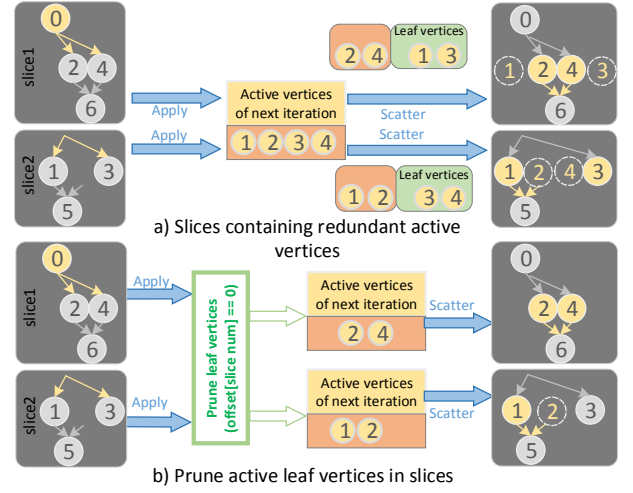 slice1
0
2 4
6
Apply
slice2
1 3
5
Apply
Active vertices
of next iteration
1 2 3 4
2 4
Leaf vertices
1 3
Scatter
Scatter
1 2
Leaf vertices
3 4
0
1 2 4 3
6
1 2 4 3
5
a) Slices containing redundant active
vertices
slice1
0
2 4
6
Apply
slice2
1 3
5
Apply
Prune leaf vertices
(offset[slice num] == 0)
Active vertices
of next iteration
2 4
Scatter
Active vertices
of next iteration
1 2
Scatter
0
2 4
6
1 2 3
5
b) Prune active leaf vertices in slices